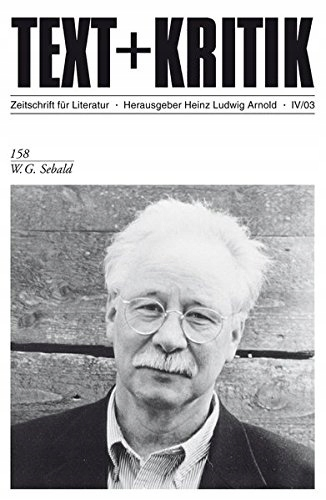 TEXT+KRITIK
Zeitschrift für Literatur · Herausgeber Heinz Ludwig Arnold · IV/03
158
W. G. Sebald